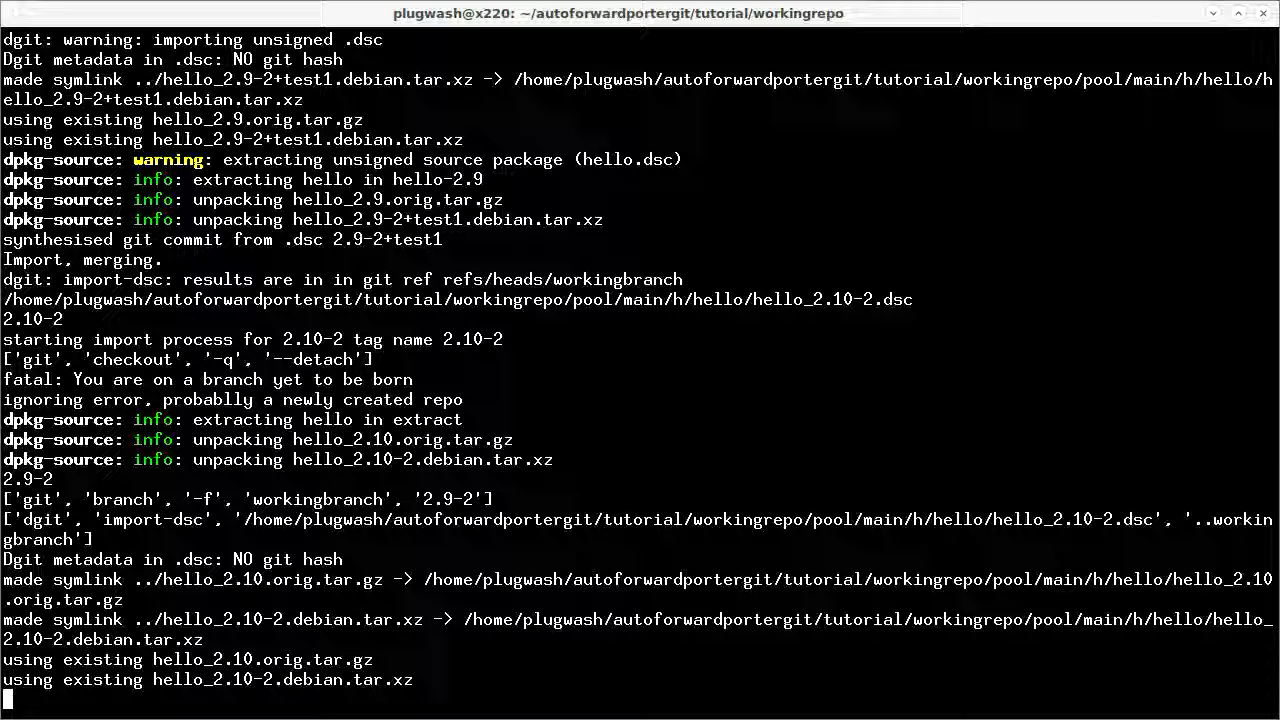 plugwash@x220: ~/autoforwardportergit/tutorial/workingrepo
dgit: warning: importing unsigned .dsc
Dgit metadata in .dsc: NO git hash
made symlink ../hello_2.9-2+test1.debian.tar.xz -> /home/plugwash/autoforwardportergit/tutorial/workingrepo/pool/main/h/hello/h
ello_2.9-2+test1.debian.tar.xz
using existing hello_2.9.orig.tar.gz
using existing hello_2.9-2+test1.debian.tar.xz
dpkg-source: warning: extracting unsigned source package (hello.dsc)
dpkg-source: info: extracting hello in hello-2.9
dpkg-source: info: unpacking hello_2.9.orig.tar.gz
dpkg-source: info: unpacking hello_2.9-2+test1.debian.tar.xz
synthesised git commit from .dsc 2.9-2+test1
Import, merging.
dgit: import-dsc: results are in in git ref refs/heads/workingbranch
/home/plugwash/autoforwardportergit/tutorial/workingrepo/pool/main/h/hello/hello_2.10-2.dsc
2.10-2
starting import process for 2.10-2 tag name 2.10-2
['git', 'checkout', '-q', '--detach']
fatal: You are on a branch yet to be born
ignoring error, probablly a newly created repo
dpkg-source: info: extracting hello in extract
dpkg-source: info: unpacking hello_2.10.orig.tar.gz
dpkg-source: info: unpacking hello_2.10-2.debian.tar.xz
2.9-2
['git', 'branch', '-f', 'workingbranch', '2.9-2']
['dgit', 'import-dsc', '/home/plugwash/autoforwardportergit/tutorial/workingrepo/pool/main/h/hello/hello_2.10-2.dsc', '..workin
gbranch']
Dgit metadata in .dsc: NO git hash
made symlink ../hello_2.10.orig.tar.gz -> /home/plugwash/autoforwardportergit/tutorial/workingrepo/pool/main/h/hello/hello_2.10
.orig.tar.gz
made symlink ../hello_2.10-2.debian.tar.xz -> /home/plugwash/autoforwardportergit/tutorial/workingrepo/pool/main/h/hello/hello_
2.10-2.debian.tar.xz
using existing hello_2.10.orig.tar.gz
using existing hello_2.10-2.debian.tar.xz